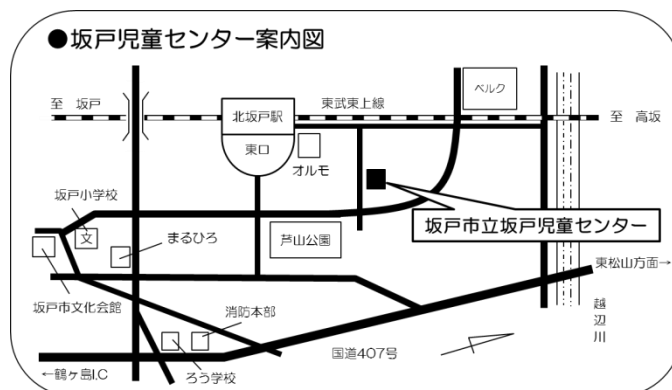 ●坂戸児童センター案内図
ベルク
至 坂戸
北坂戸駅
東武東上線
至 高坂
東口
オルモ
坂戸小学校
文
まるひろ
芦山公園
坂戸市立坂戸児童センター
東松山方面→
坂戸市文化会館
消防本部
越辺川
国道407号
←鶴ヶ島I.C
ろう学校